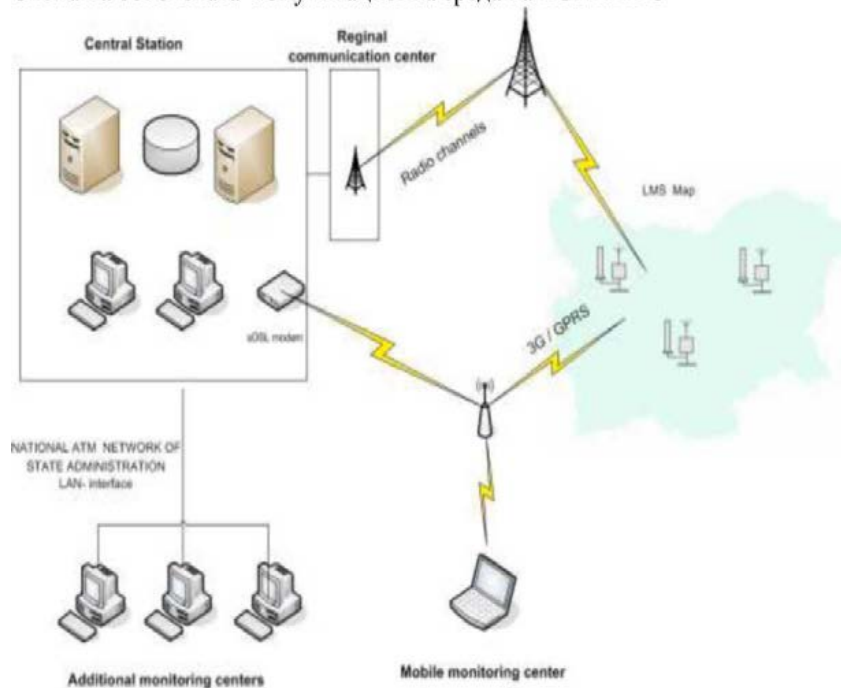 Central Station
Reginal
communication center
Radio channels
LMS Map
3G / GPRS
xDSL modem
NATIONAL ATM NETWORK OF
STATE ADMINISTRATION
LAN- interface
Additional monitoring centers
Mobile monitoring center